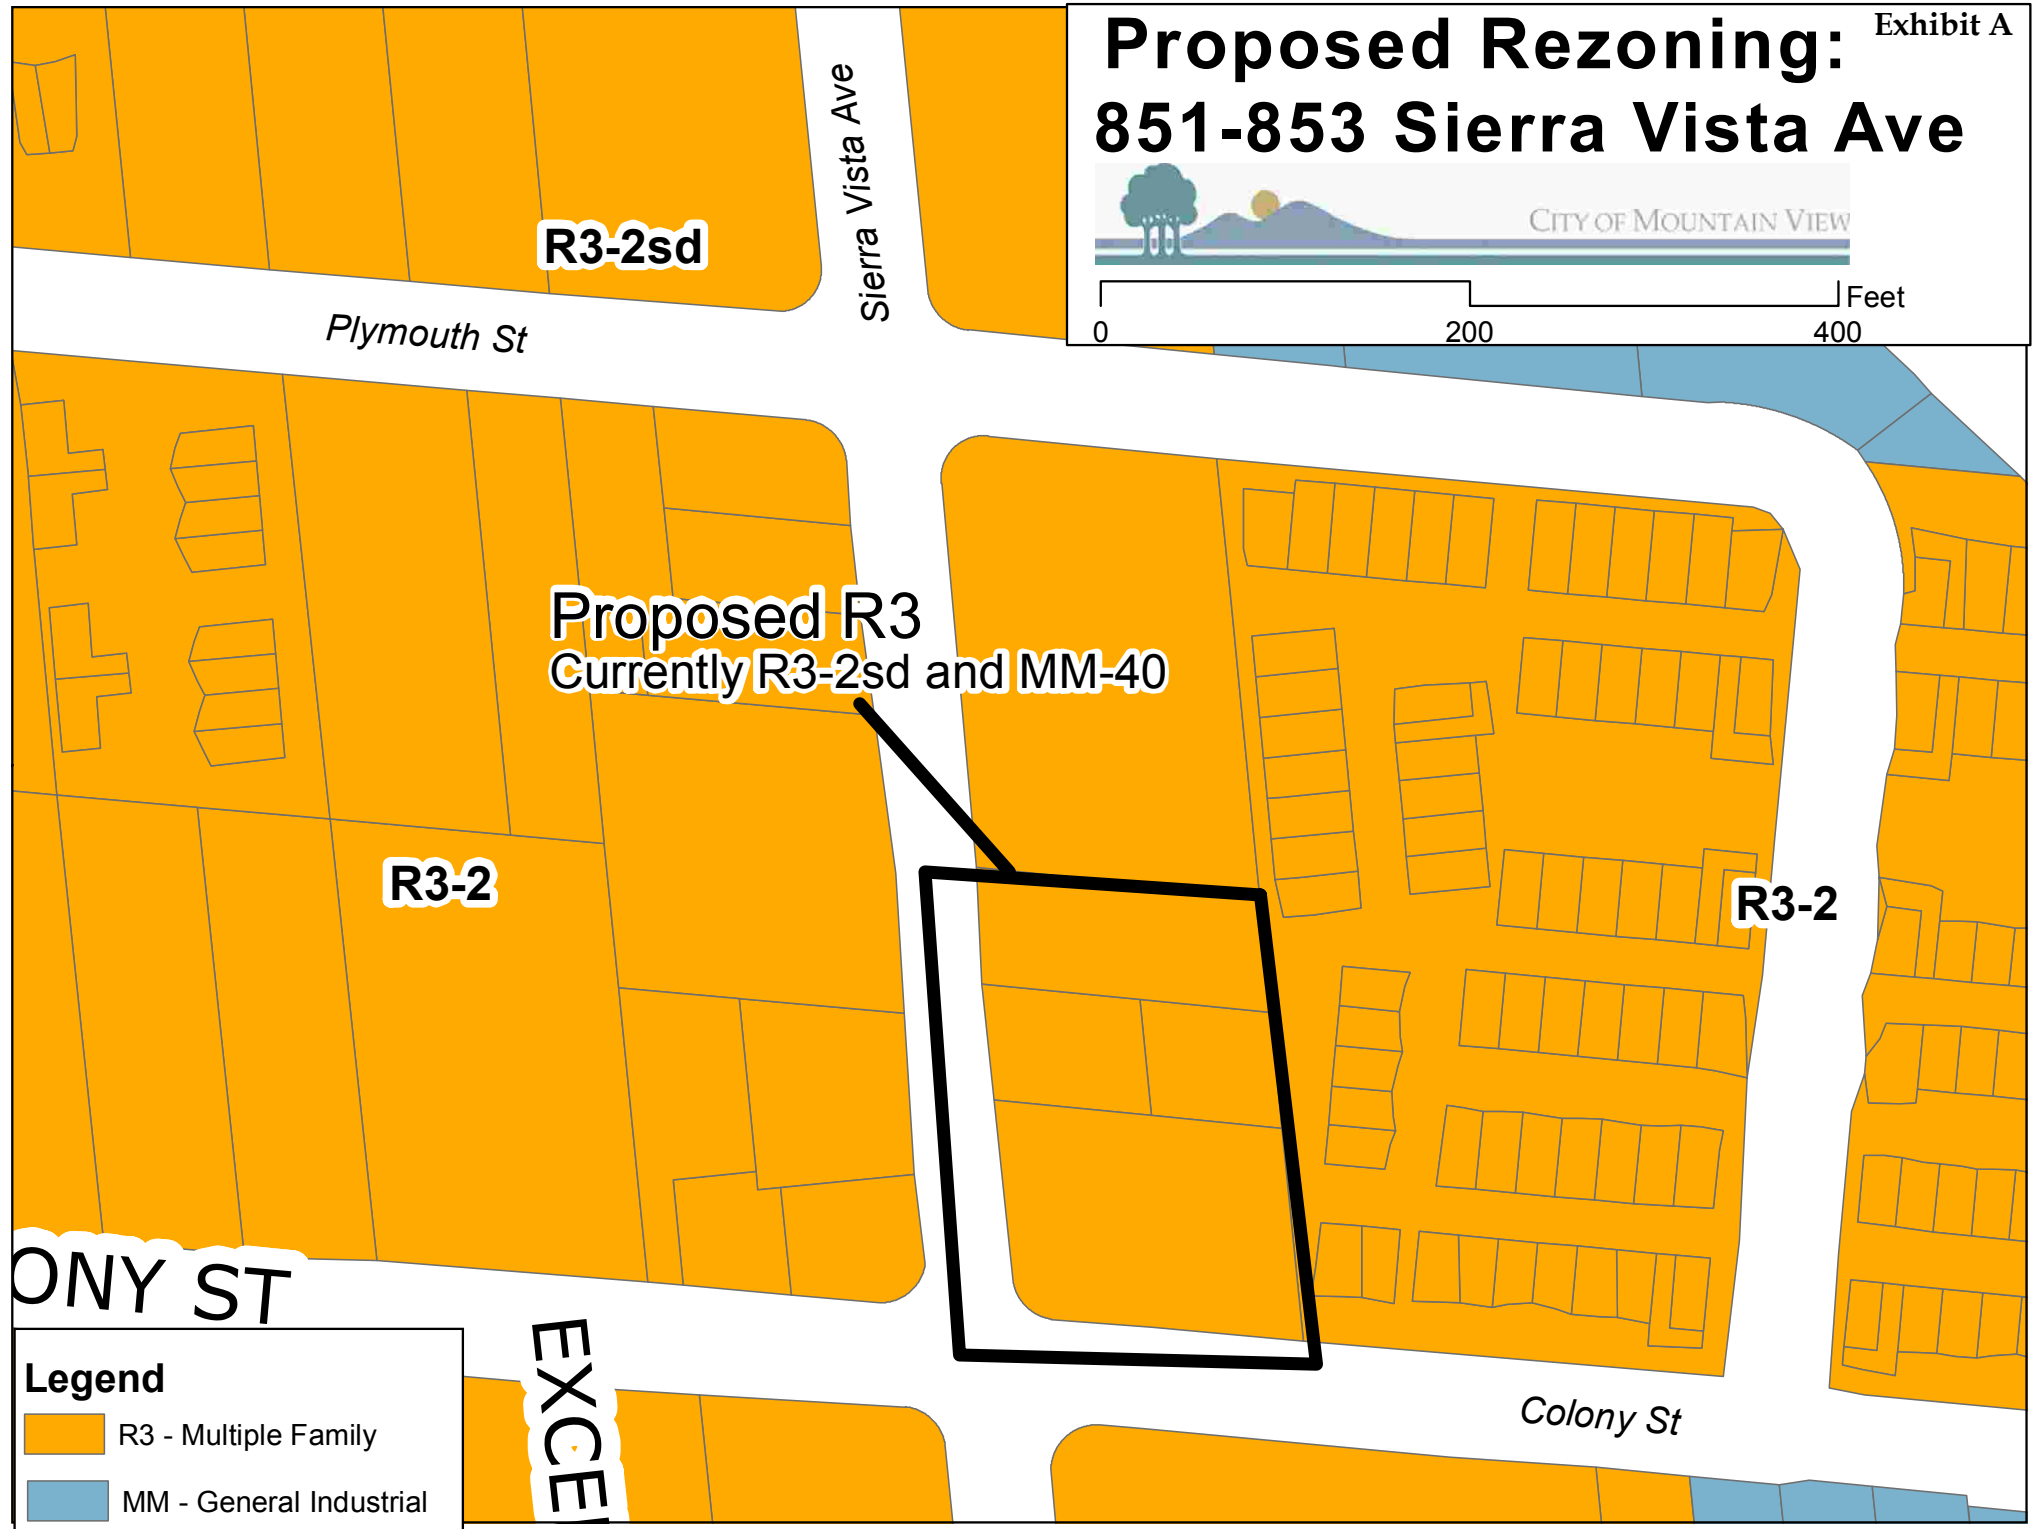 Exhibit A
Proposed Rezoning:
851-853 Sierra Vista Ave
CITY OF MOUNTAIN VIEW
Feet
0 200 400
Sierra Vista Ave
R3-2sd
Plymouth St
Proposed R3
Currently R3-2sd and MM-40
R3-2
R3-2
ONY ST
EXCE
Colony St
Legend
R3 - Multiple Family
MM - General Industrial